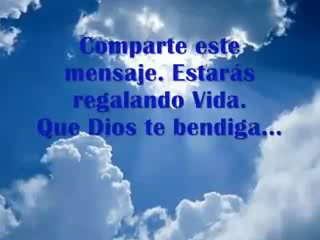 Comparte este
mensaje. Estarás
regalando Vida.
Que Dios te bendiga...